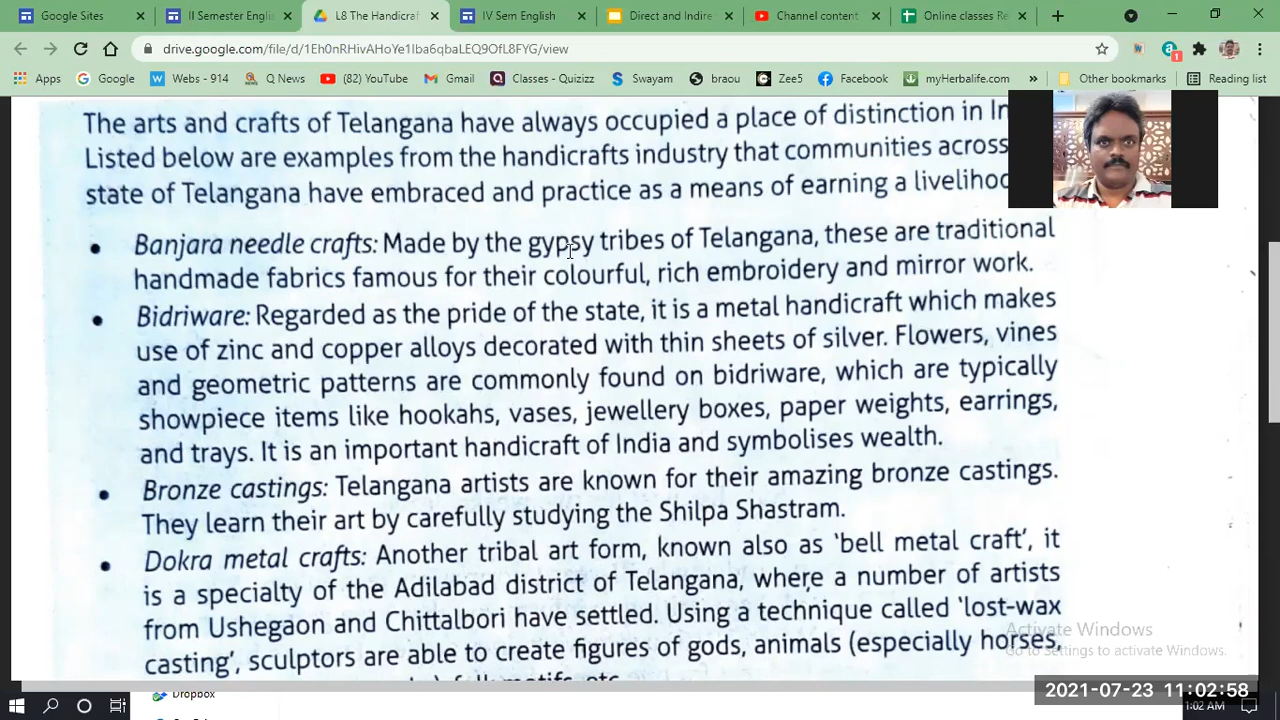 Google Sites
II Semester Engli
L8 The Handicraf
IV Sem English
Direct and Indire
Channel content
Online classes Re
drive.google.com/file/d/1Eh0nRHivAHoYe1Iba6qbaLEQ9OfL8FYG/view
Apps
Google
Webs - 914
Q News
(82) YouTube
Gmail
Classes - Quizizz
Swayam
braou
Zee5
Facebook
myHerbalife.com
»
Other bookmarks
Reading list
The arts and crafts of Telangana have always occupied a place of distinction in In
Listed below are examples from the handicrafts industry that communities across
state of Telangana have embraced and practice as a means of earning a livelihoo
• Banjara needle crafts: Made by the gypsy tribes of Telangana, these are traditional
handmade fabrics famous for their colourful, rich embroidery and mirror work.
• Bidriware: Regarded as the pride of the state, it is a metal handicraft which makes
use of zinc and copper alloys decorated with thin sheets of silver. Flowers, vines
and geometric patterns are commonly found on bidriware, which are typically
showpiece items like hookahs, vases, jewellery boxes, paper weights, earrings,
and trays. It is an important handicraft of India and symbolises wealth.
• Bronze castings: Telangana artists are known for their amazing bronze castings.
They learn their art by carefully studying the Shilpa Shastram.
• Dokra metal crafts: Another tribal art form, known also as ‘bell metal craft’, it
is a specialty of the Adilabad district of Telangana, where a number of artists
from Ushegaon and Chittalbori have settled. Using a technique called ‘lost-wax
casting’, sculptors are able to create figures of gods, animals (especially horses,
Activate Windows
Go to Settings to activate Windows.
Dropbox
2021-07-23 11:02:58
1:02 AM